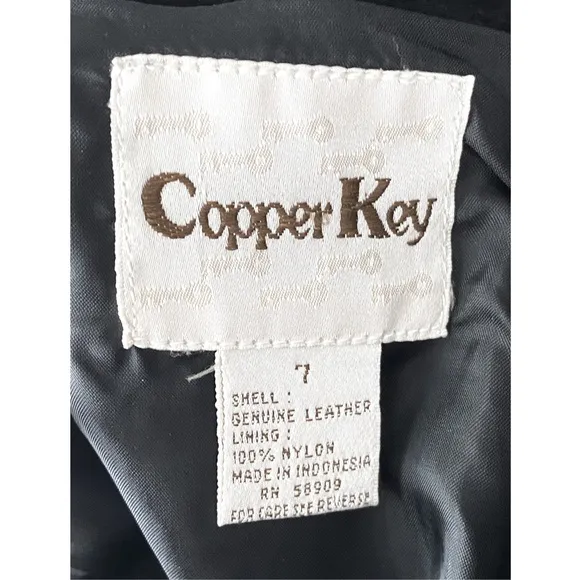 Copper Key
7
SHELL :
GENUINE LEATHER
LINING :
100% NYLON
MADE IN INDONESIA
RN 58909
FOR CARE SEE REVERSE